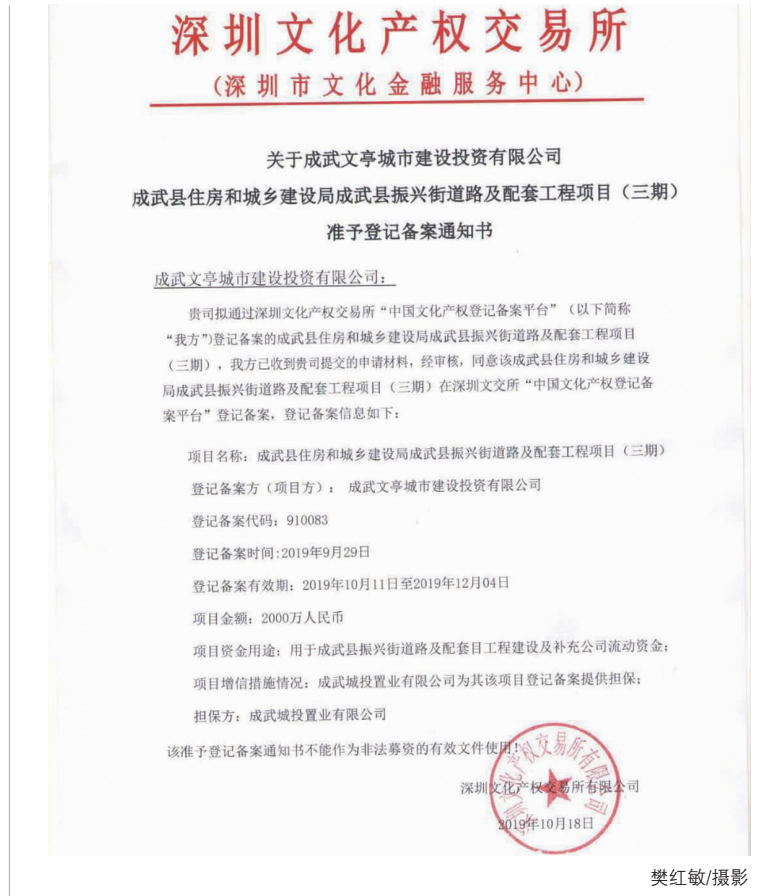 深圳文化产权交易所
(深圳市文化金融服务中心)
关于成武文亭城市建设投资有限公司
成武县住房和城乡建设局成武县振兴街道路及配套工程项目（三期）
准予登记备案通知书
成武文亭城市建设投资有限公司：
贵司拟通过深圳文化产权交易所“中国文化产权登记备案平台”（以下简称
“我方”)登记备案的成武县住房和城乡建设局成武县振兴街道路及配套工程项目
（三期），我方已收到贵司提交的申请材料，经审核，同意该成武县住房和城乡建设
局成武县振兴街道路及配套工程项目（三期）在深圳文交所“中国文化产权登记备
案平台”登记备案，登记备案信息如下：
项目名称：成武县住房和城乡建设局成武县振兴街道路及配套工程项目（三期）
登记备案方（项目方）： 成武文亭城市建设投资有限公司
登记备案代码：910083
登记备案时间:2019年9月29日
登记备案有效期：2019年10月11日至2019年12月04日
项目金额：2000万人民币
项目资金用途：用于成武县振兴街道路及配套目工程建设及补充公司流动资金；
项目增信措施情况：成武城投置业有限公司为其该项目登记备案提供担保；
担保方：成武城投置业有限公司
该准予登记备案通知书不能作为非法募资的有效文件使用！
深圳文化产权交易所有限公司
深圳文化产权交易所有限公司
2019年10月18日
樊红敏/摄影